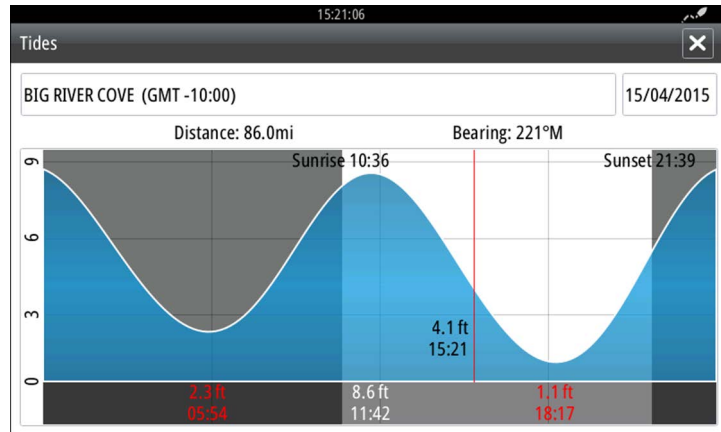 15:21:06
Tides
BIG RIVER COVE (GMT -10:00)
15/04/2015
Distance: 86.0mi
Bearing: 221°M
Sunrise 10:36
Sunset 21:39
9
6
3
0
4.1 ft
15:21
2.3 ft
05:54
8.6 ft
11:42
1.1 ft
18:17